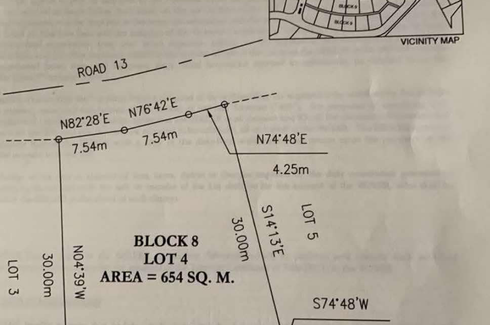 BLOCK 9
BLOCK 8
VICINITY MAP
ROAD 13
N82°28'E
N76°42'E
7.54m
7.54m
N74°48'E
4.25m
LOT 5
S14°13'E
30.00m
BLOCK 8
LOT 4
AREA = 654 SQ. M.
N04°39'W
30.00m
LOT 3
S74°48'W